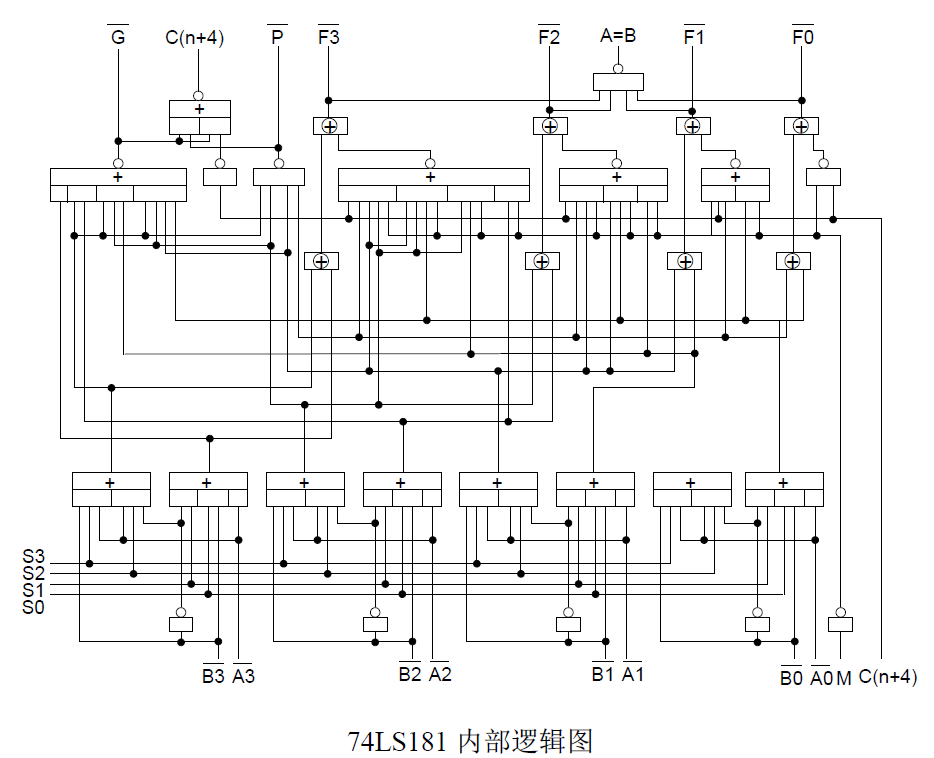 G C(n+4) P F3 F2 A=B F1 F0
+
+ + + +
+ + + + + + + +
S3
S2
S1
S0
B3 A3 B2 A2 B1 A1 B0 A0 M C(n+4)
74LS181 内部逻辑图